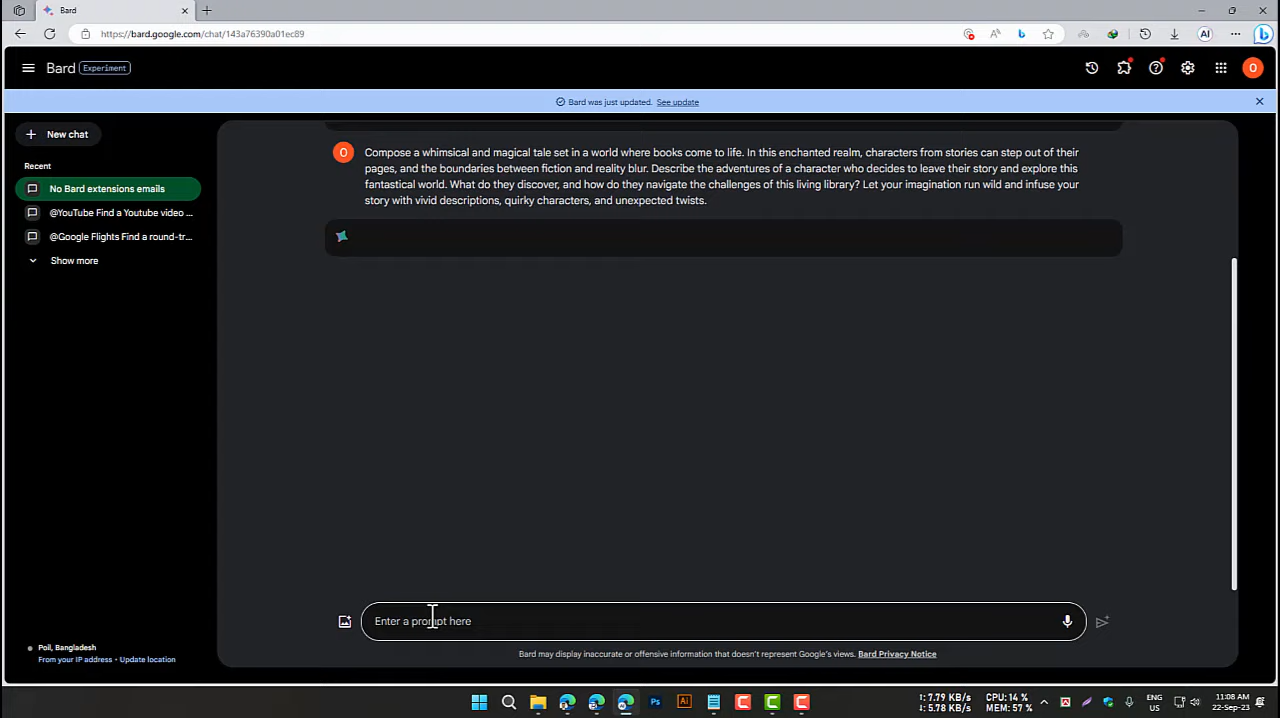 Bard
https://bard.google.com/chat/143a76390a01ec89
AI
Bard Experiment
O
Bard was just updated. See update
New chat
Recent
No Bard extensions emails
@YouTube Find a Youtube video ...
@Google Flights Find a round-tr...
Show more
O
Compose a whimsical and magical tale set in a world where books come to life. In this enchanted realm, characters from stories can step out of their
pages, and the boundaries between fiction and reality blur. Describe the adventures of a character who decides to leave their story and explore this
fantastical world. What do they discover, and how do they navigate the challenges of this living library? Let your imagination run wild and infuse your
story with vivid descriptions, quirky characters, and unexpected twists.
Enter a prompt here
Bard may display inaccurate or offensive information that doesn't represent Google's views. Bard Privacy Notice
Poil, Bangladesh
From your IP address • Update location
Ps
Ai
↓: 7.79 KB/s
↑: 5.78 KB/s
CPU: 14 %
MEM: 57 %
ENG
US
11:08 AM
22-Sep-23